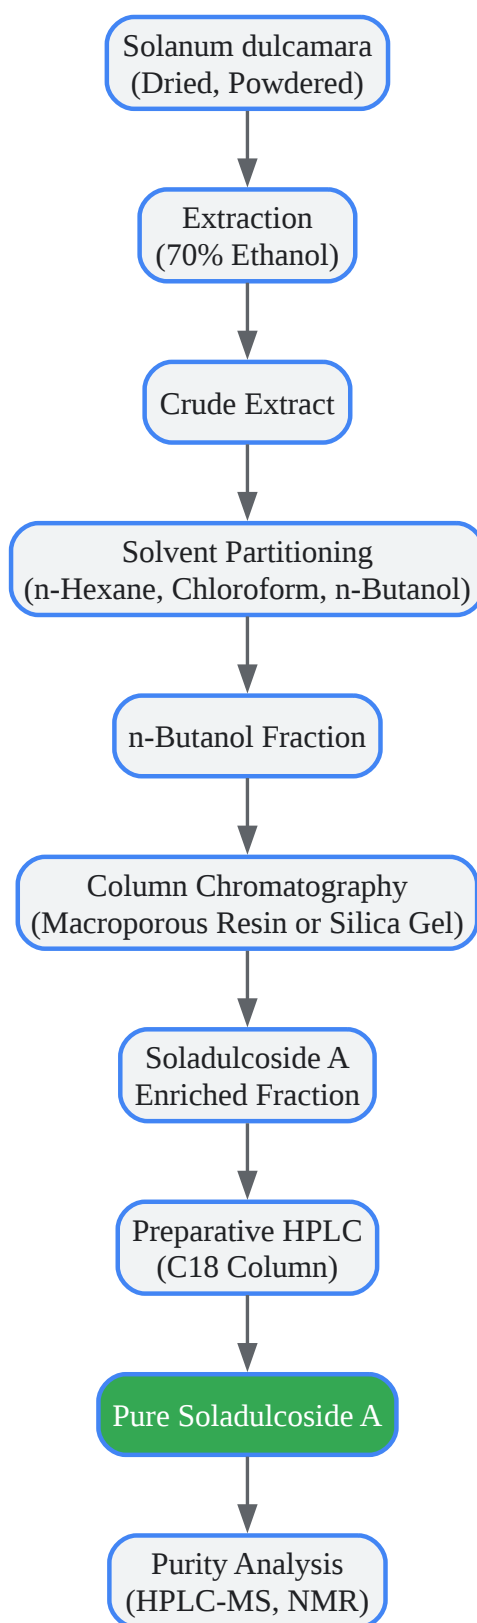 Solanum dulcamara
(Dried, Powdered)
Extraction
(70% Ethanol)
Crude Extract
Solvent Partitioning
(n-Hexane, Chloroform, n-Butanol)
n-Butanol Fraction
Column Chromatography
(Macroporous Resin or Silica Gel)
Soladulcoside A
Enriched Fraction
Preparative HPLC
(C18 Column)
Pure Soladulcoside A
Purity Analysis
(HPLC-MS, NMR)